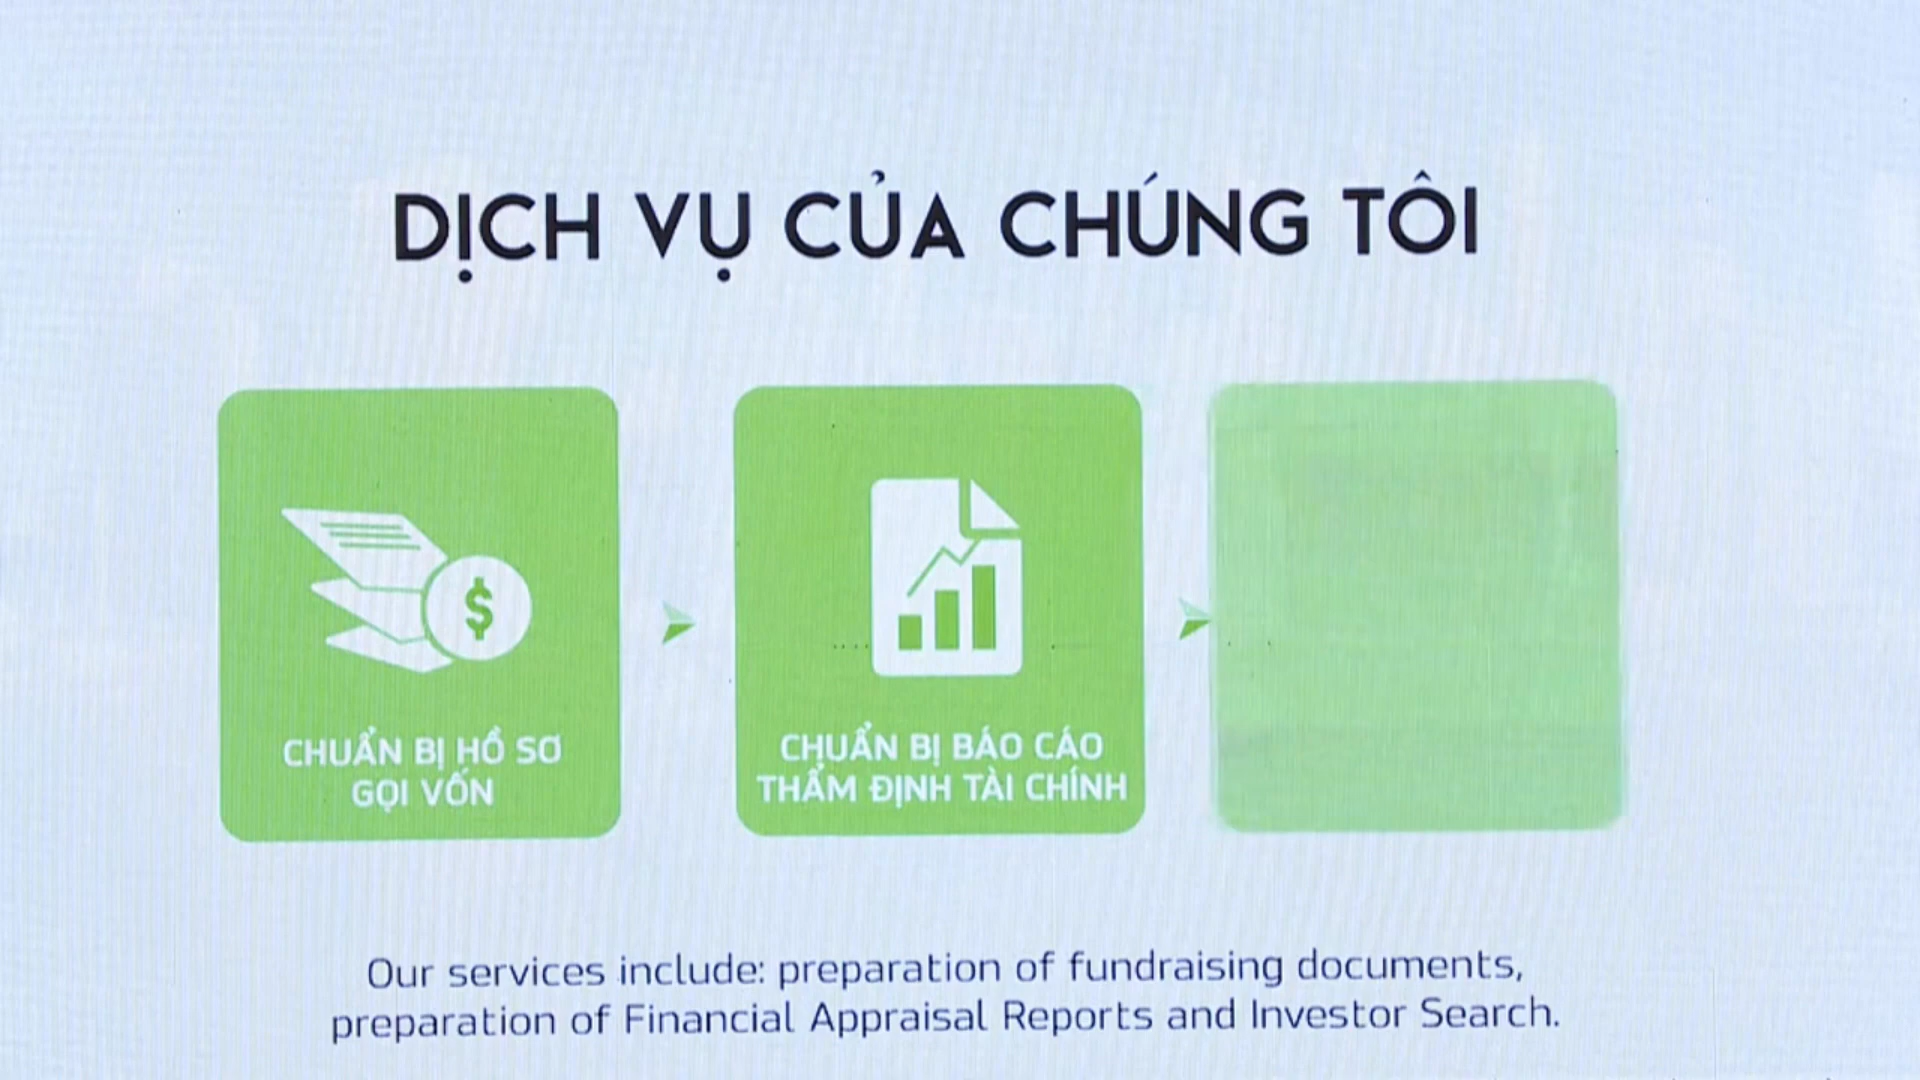 DỊCH VỤ CỦA CHÚNG TÔI
$
CHUẨN BỊ HỒ SƠ
GỌI VỐN
CHUẨN BỊ BÁO CÁO
THẨM ĐỊNH TÀI CHÍNH
Our services include: preparation of fundraising documents,
preparation of Financial Appraisal Reports and Investor Search.